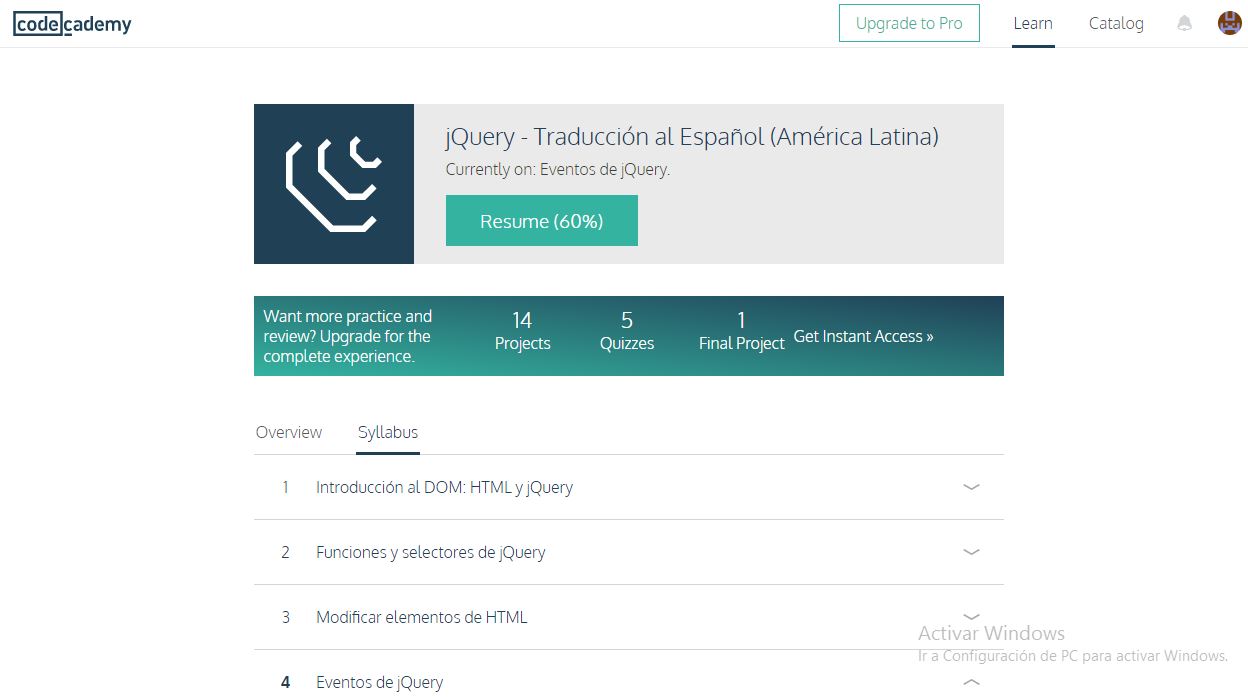 codecademy
Upgrade to Pro
Learn
Catalog
jQuery - Traducción al Español (América Latina)
Currently on: Eventos de jQuery.
Resume (60%)
Want more practice and
review? Upgrade for the
complete experience.
14
Projects
5
Quizzes
1
Final Project
Get Instant Access »
Overview
Syllabus
1 Introducción al DOM: HTML y jQuery
2 Funciones y selectores de jQuery
3 Modificar elementos de HTML
Activar Windows
Ir a Configuración de PC para activar Windows.
4 Eventos de jQuery